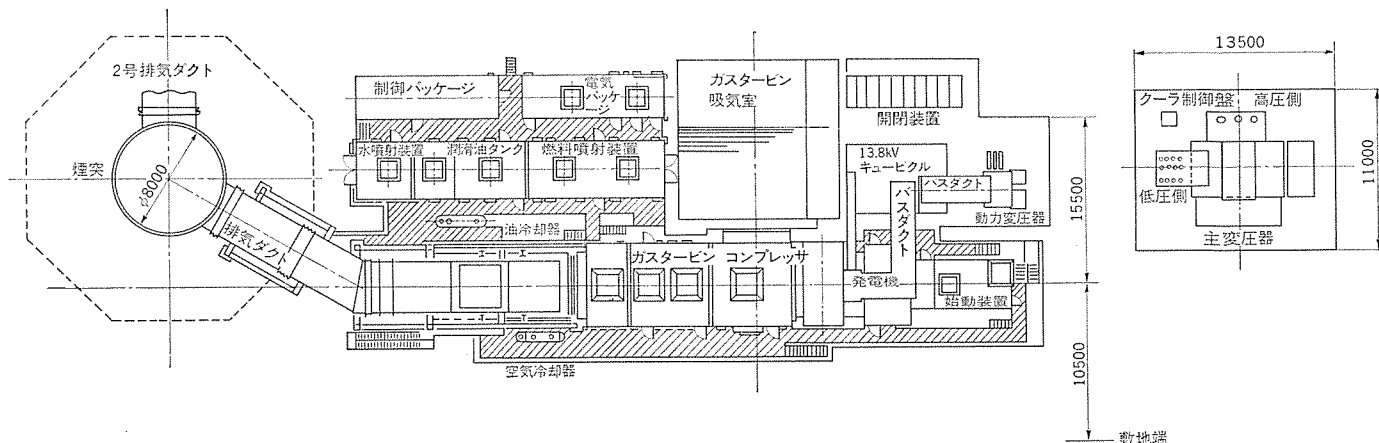 2号排気ダクト
煙突
φ8000
排気ダクト
制御パッケージ
電気
パッケージ
水噴射装置
潤滑油タンク
燃料噴射装置
油冷却器
ガスタービン
吸気室
開閉装置
13.8kV
キュービクル
バスダクト
バスダクト
動力変圧器
ガスタービン
コンプレッサ
発電機
始動装置
空気冷却器
15500
10500
敷地端
13500
クーラ制御盤
高圧側
低圧側
主変圧器
11000